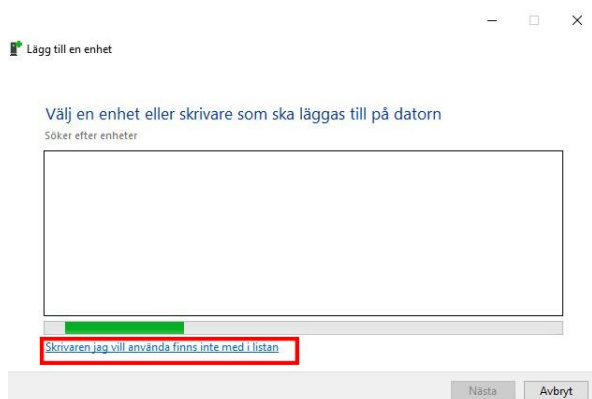 Lägg till en enhet
Välj en enhet eller skrivare som ska läggas till på datorn
Söker efter enheter
Skrivaren jag vill använda finns inte med i listan
Nästa
Avbryt